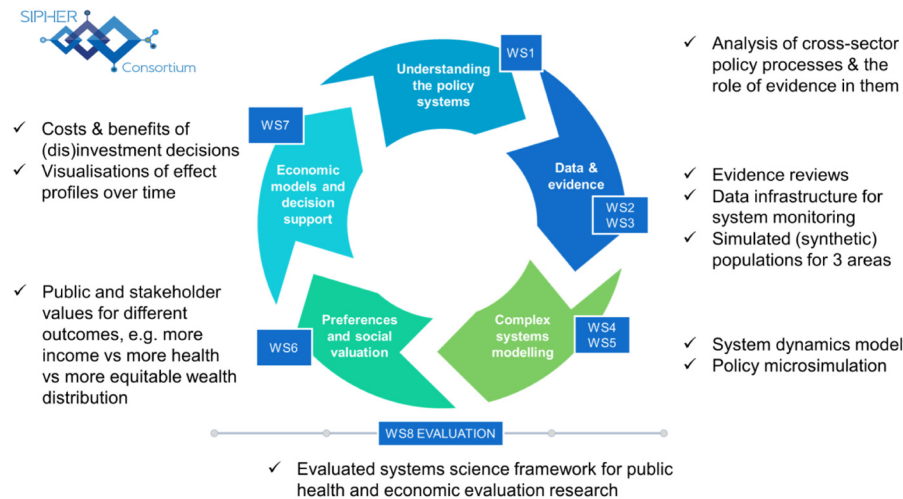 SIPHER
Consortium
WS1
Understanding
the policy
systems
✓ Analysis of cross-sector
policy processes & the
role of evidence in them
Data &
evidence
WS2
WS3
✓ Evidence reviews
✓ Data infrastructure for
system monitoring
✓ Simulated (synthetic)
populations for 3 areas
Complex
systems
modelling
WS4
WS5
✓ System dynamics model
✓ Policy microsimulation
Preferences
and social
valuation
WS6
✓ Public and stakeholder
values for different
outcomes, e.g. more
income vs more health
vs more equitable wealth
distribution
Economic
models and
decision
support
WS7
✓ Costs & benefits of
(dis)investment decisions
✓ Visualisations of effect
profiles over time
WS8 EVALUATION
✓ Evaluated systems science framework for public
health and economic evaluation research